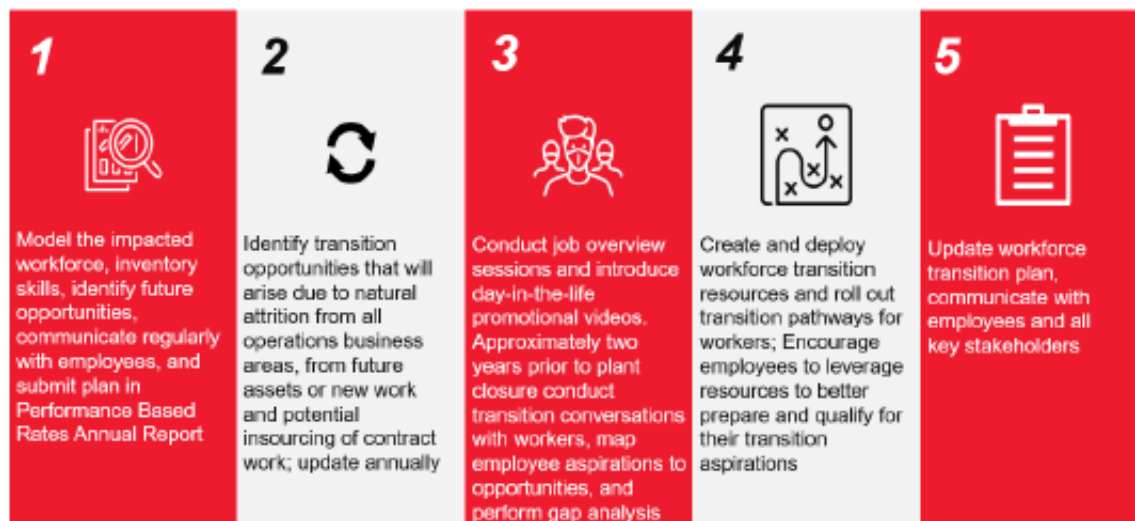 1
Model the impacted
workforce, inventory
skills, identify future
opportunities,
communicate regularly
with employees, and
submit plan in
Performance Based
Rates Annual Report
2
Identify transition
opportunities that will
arise due to natural
attrition from all
operations business
areas, from future
assets or new work
and potential
insourcing of contract
work; update annually
3
Conduct job overview
sessions and introduce
day-in-the-life
promotional videos.
Approximately two
years prior to plant
closure conduct
transition conversations
with workers, map
employee aspirations to
opportunities, and
perform gap analysis
4
Create and deploy
workforce transition
resources and roll out
transition pathways for
workers; Encourage
employees to leverage
resources to better
prepare and qualify for
their transition
aspirations
5
Update workforce
transition plan,
communicate with
employees and all
key stakeholders